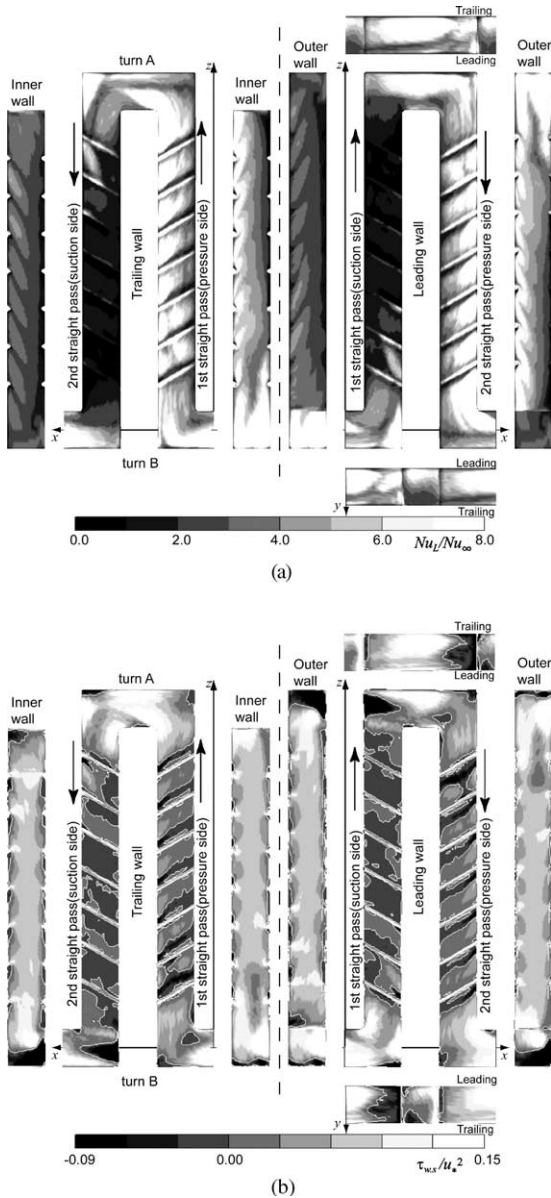 Trailing
Leading
turn A
z
Inner wall
Inner wall
Outer wall
z
Outer wall
2nd straight pass(suction side)
Trailing wall
1st straight pass(pressure side)
1st straight pass(suction side)
Leading wall
2nd straight pass(pressure side)
x
x
turn B
Leading
y
Trailing
0.0 2.0 4.0 6.0 Nu_L/Nu_∞ 8.0
(a)
Trailing
Leading
turn A
z
Inner wall
Inner wall
Outer wall
z
Outer wall
2nd straight pass(suction side)
Trailing wall
1st straight pass(pressure side)
1st straight pass(suction side)
Leading wall
2nd straight pass(pressure side)
x
x
turn B
Leading
y
Trailing
-0.09 0.00 τ_{w,s}/u_*^2 0.15
(b)